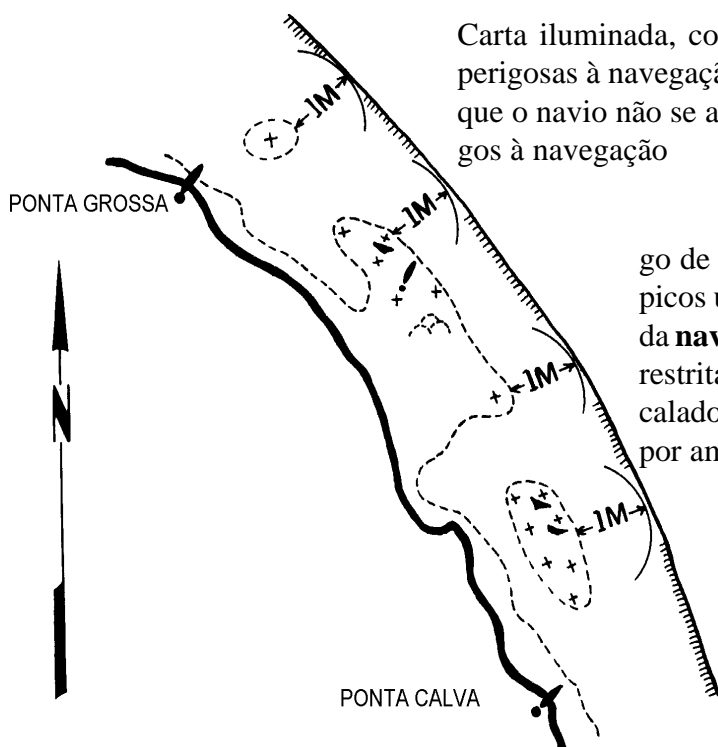 Carta iluminada, co
perigosas à navegaçã
que o navio não se a
gos à navegação
1M
PONTA GROSSA
1M
go de
picos u
da nav
restrita
calado
por an
1M
N
1M
PONTA CALVA